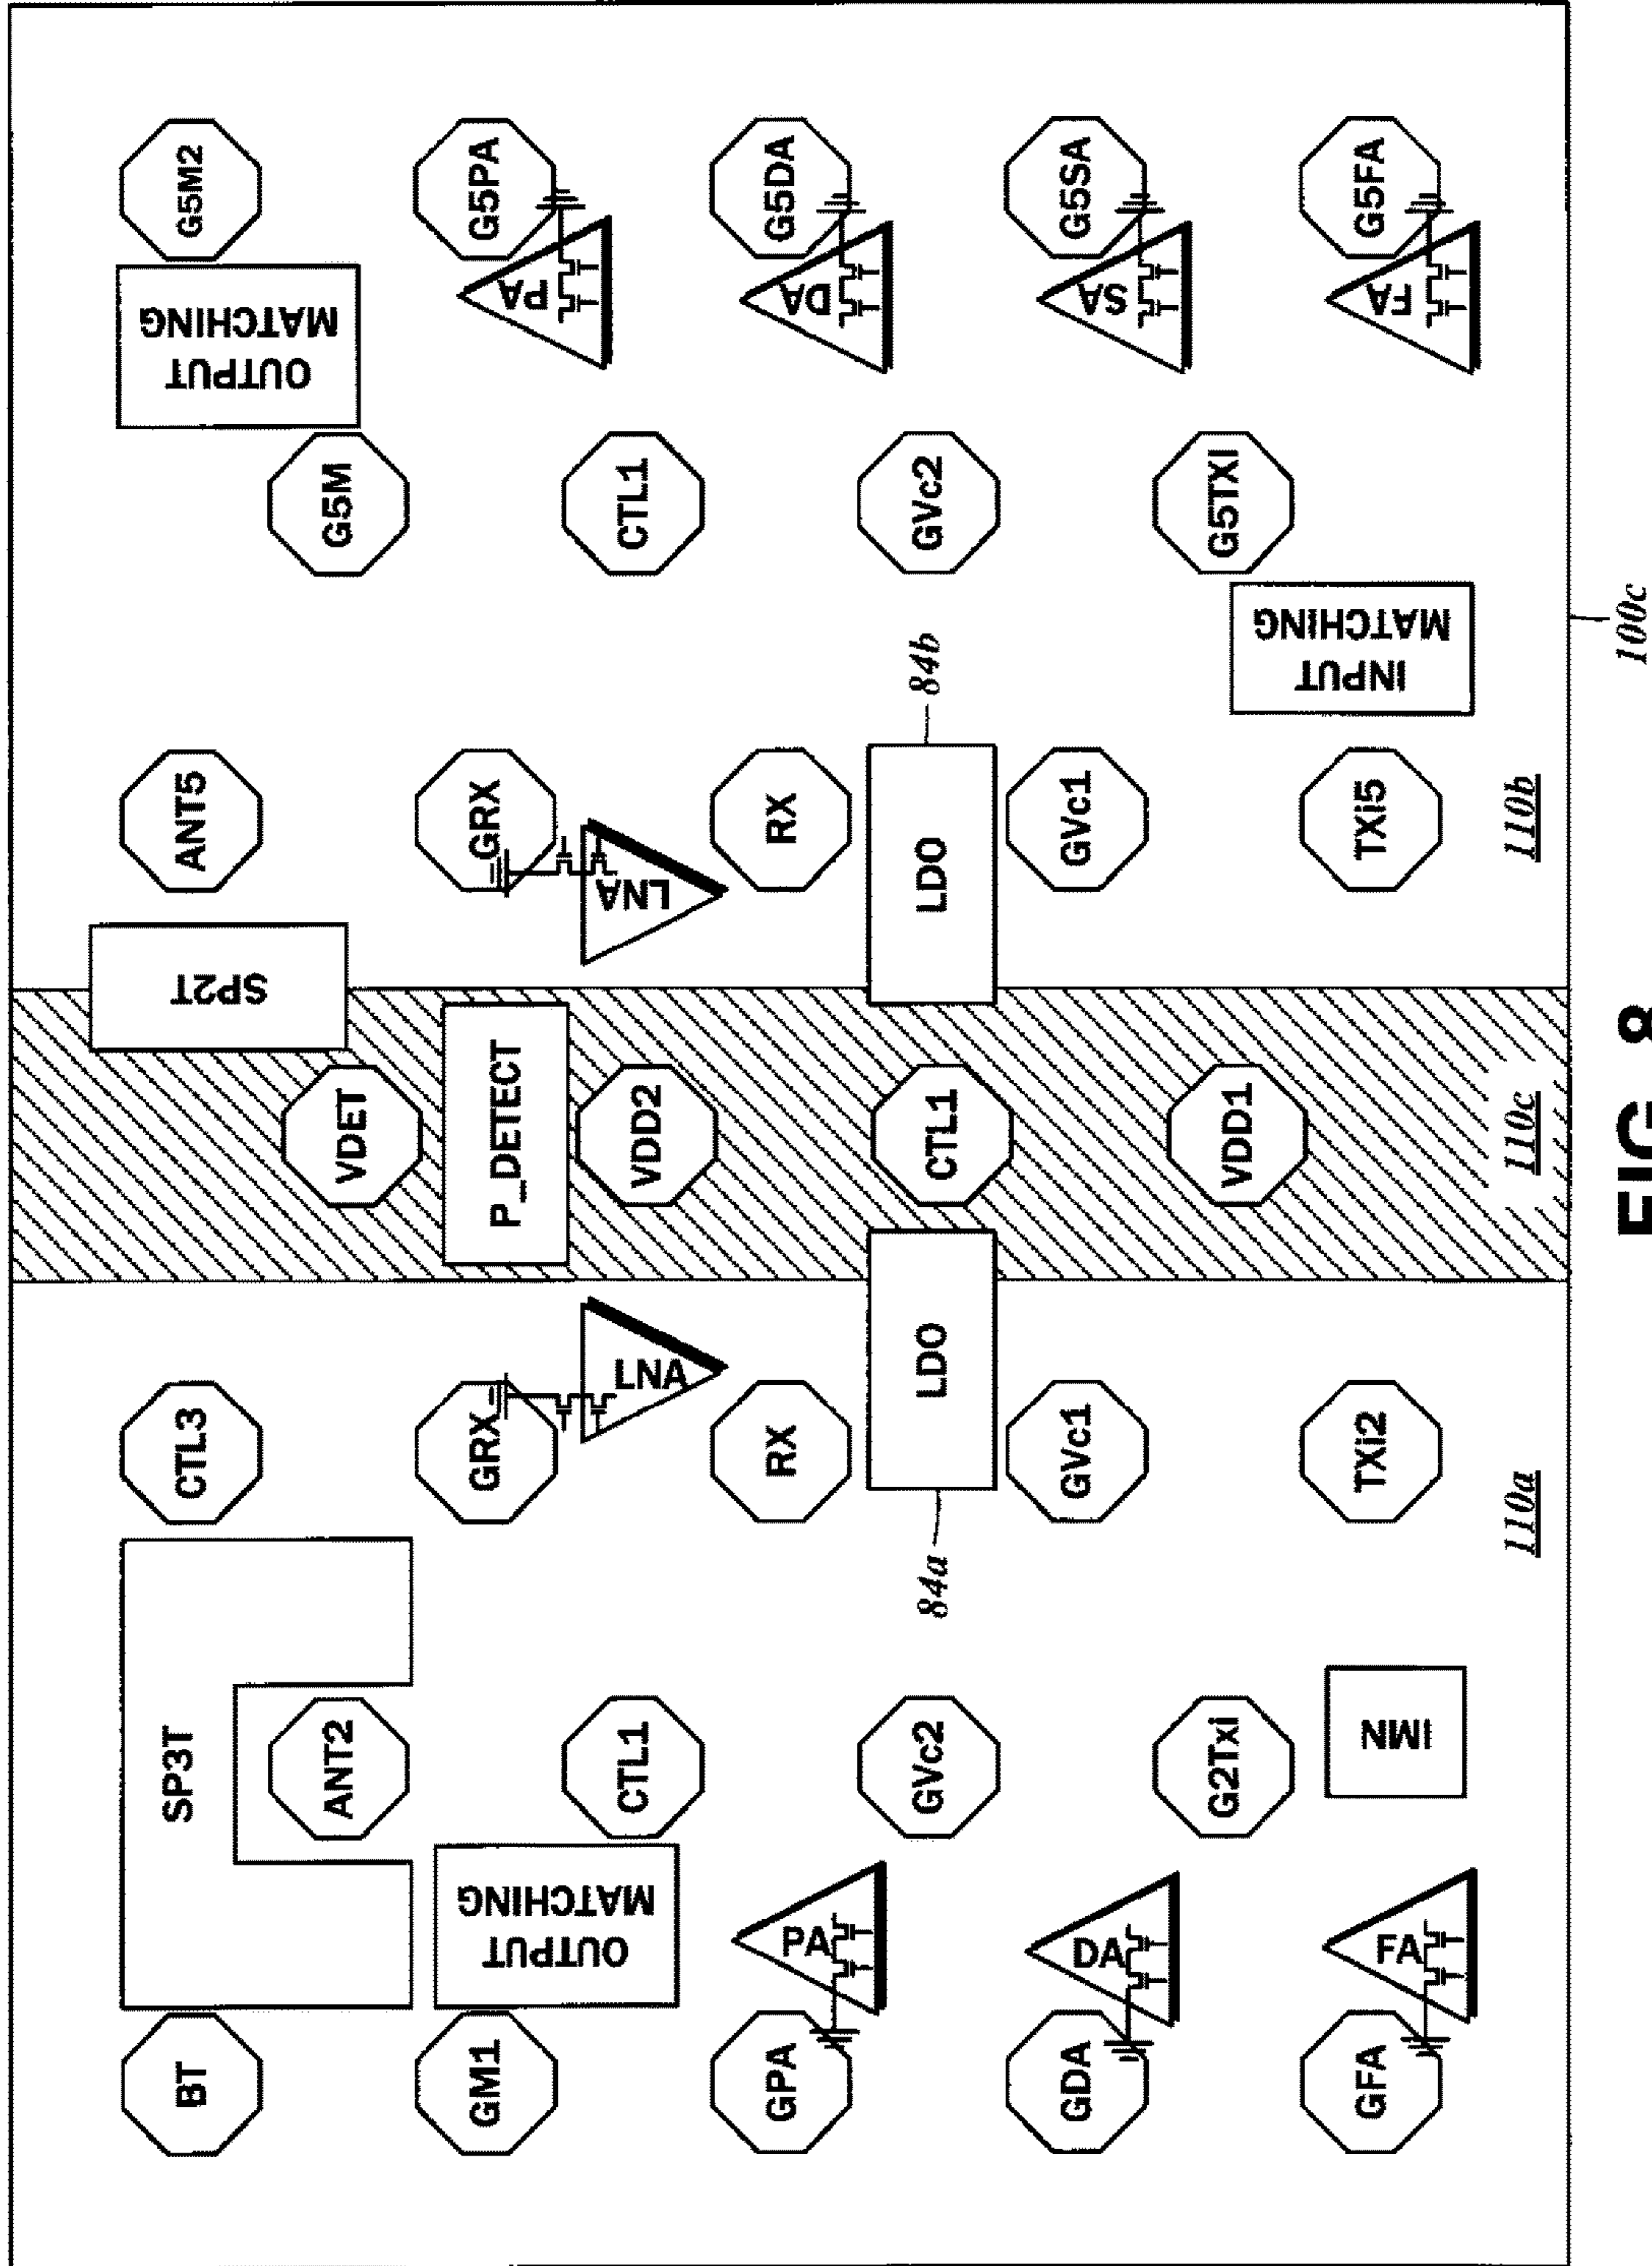 BT
SP3T
CTL3
VDET
SP2T
ANT5
G5M2
ANT2
OUTPUT
MATCHING
G5M
GM1
OUTPUT
MATCHING
GRX
P_DETECT
GRX
G5PA
CTL1
LNA
VDD2
LNA
CTL1
PA
GPA
PA
RX
RX
G5DA
DA
GVc2
LDO
CTL1
LDO
GVc2
84a
84b
GDA
DA
GVc1
GVc1
G5SA
SA
G2Txi
VDD1
G5TXI
INPUT
MATCHING
GFA
FA
IMN
TXi2
TXi5
G5FA
FA
110a
110c
110b
100c
FIG. 8